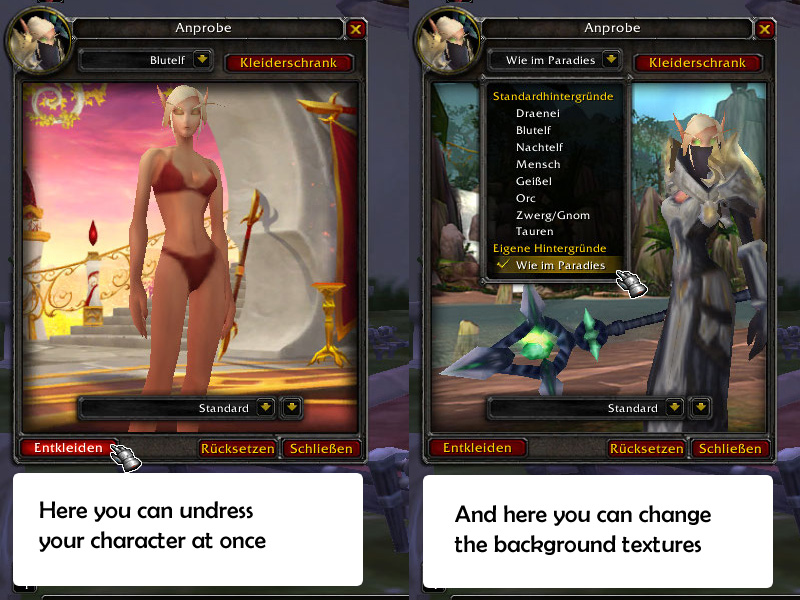 Anprobe
Blutelf
Kleiderschrank
Standard
Entkleiden
Rücksetzen
Schließen
Here you can undress
your character at once
Anprobe
Wie im Paradies
Kleiderschrank
Standardhintergründe
Draenei
Blutelf
Nachtelf
Mensch
Geißel
Orc
Zwerg/Gnom
Tauren
Eigene Hintergründe
Wie im Paradies
Standard
Entkleiden
Rücksetzen
Schließen
And here you can change
the background textures